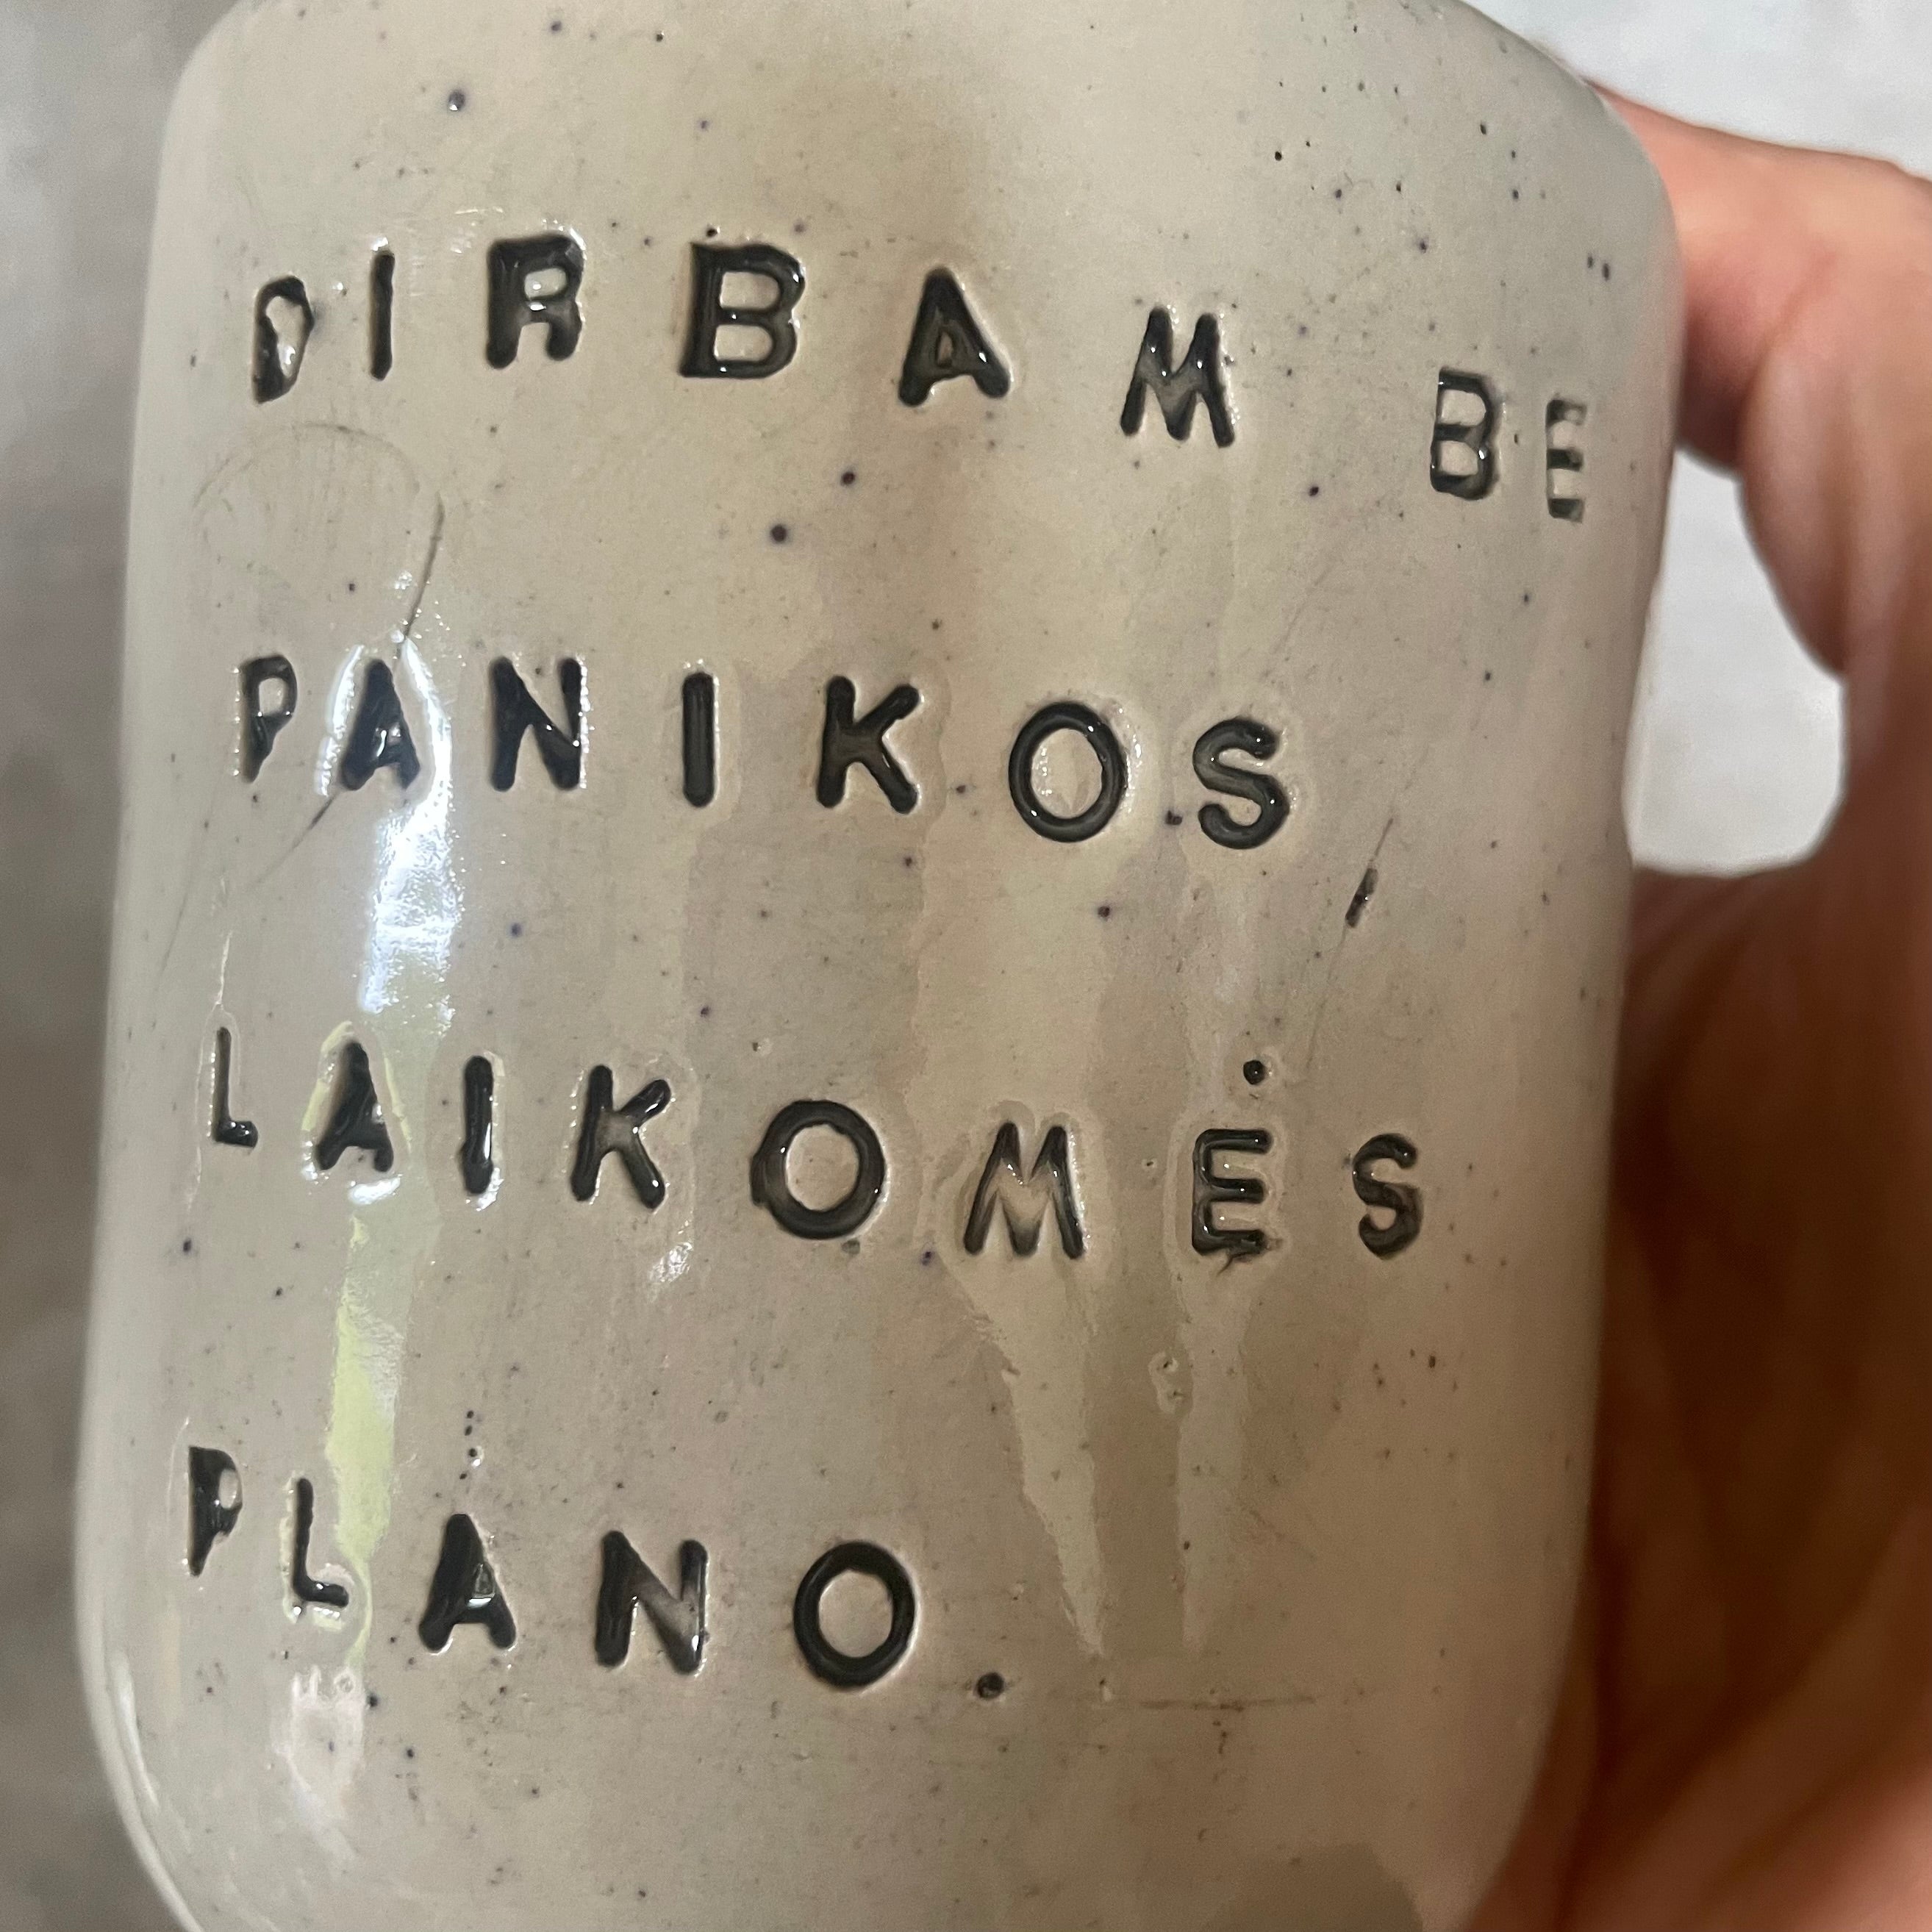 DIRBAM BE
PANIKOS,
LAIKOMĖS
PLANO.